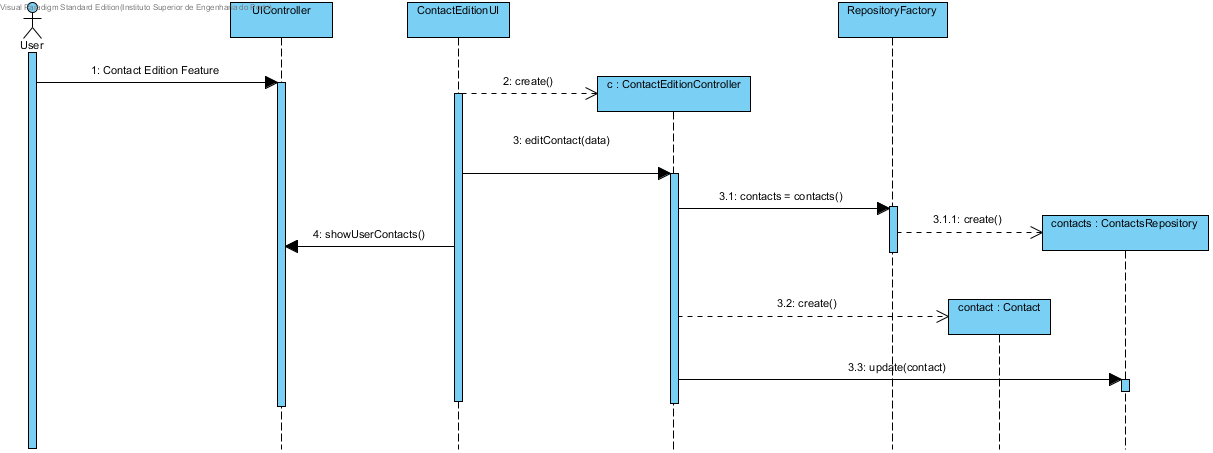 Visual Paradigm Standard Edition(Instituto Superior de Engenharia do
User
UIController
ContactEditionUI
RepositoryFactory
1: Contact Edition Feature
2: create()
c : ContactEditionController
3: editContact(data)
3.1: contacts = contacts()
3.1.1: create()
contacts : ContactsRepository
4: showUserContacts()
3.2: create()
contact : Contact
3.3: update(contact)